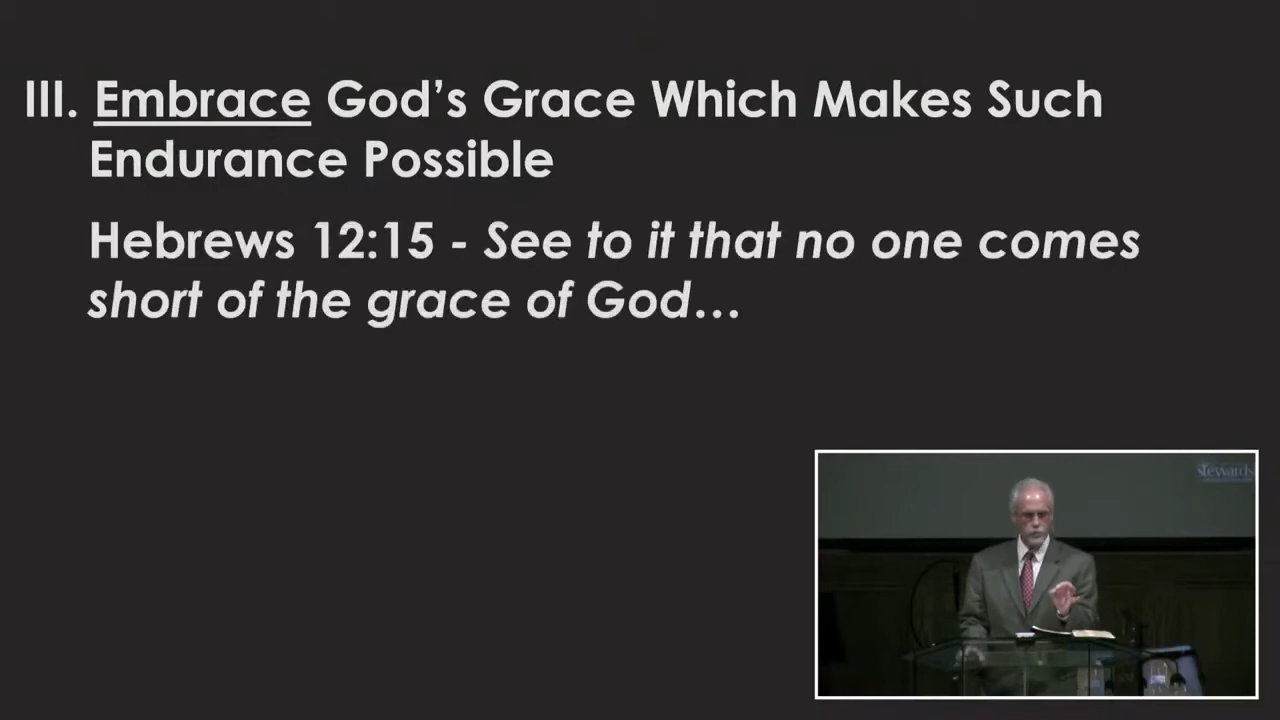 III. Embrace God's Grace Which Makes Such
Endurance Possible
Hebrews 12:15 - See to it that no one comes
short of the grace of God…
stewards